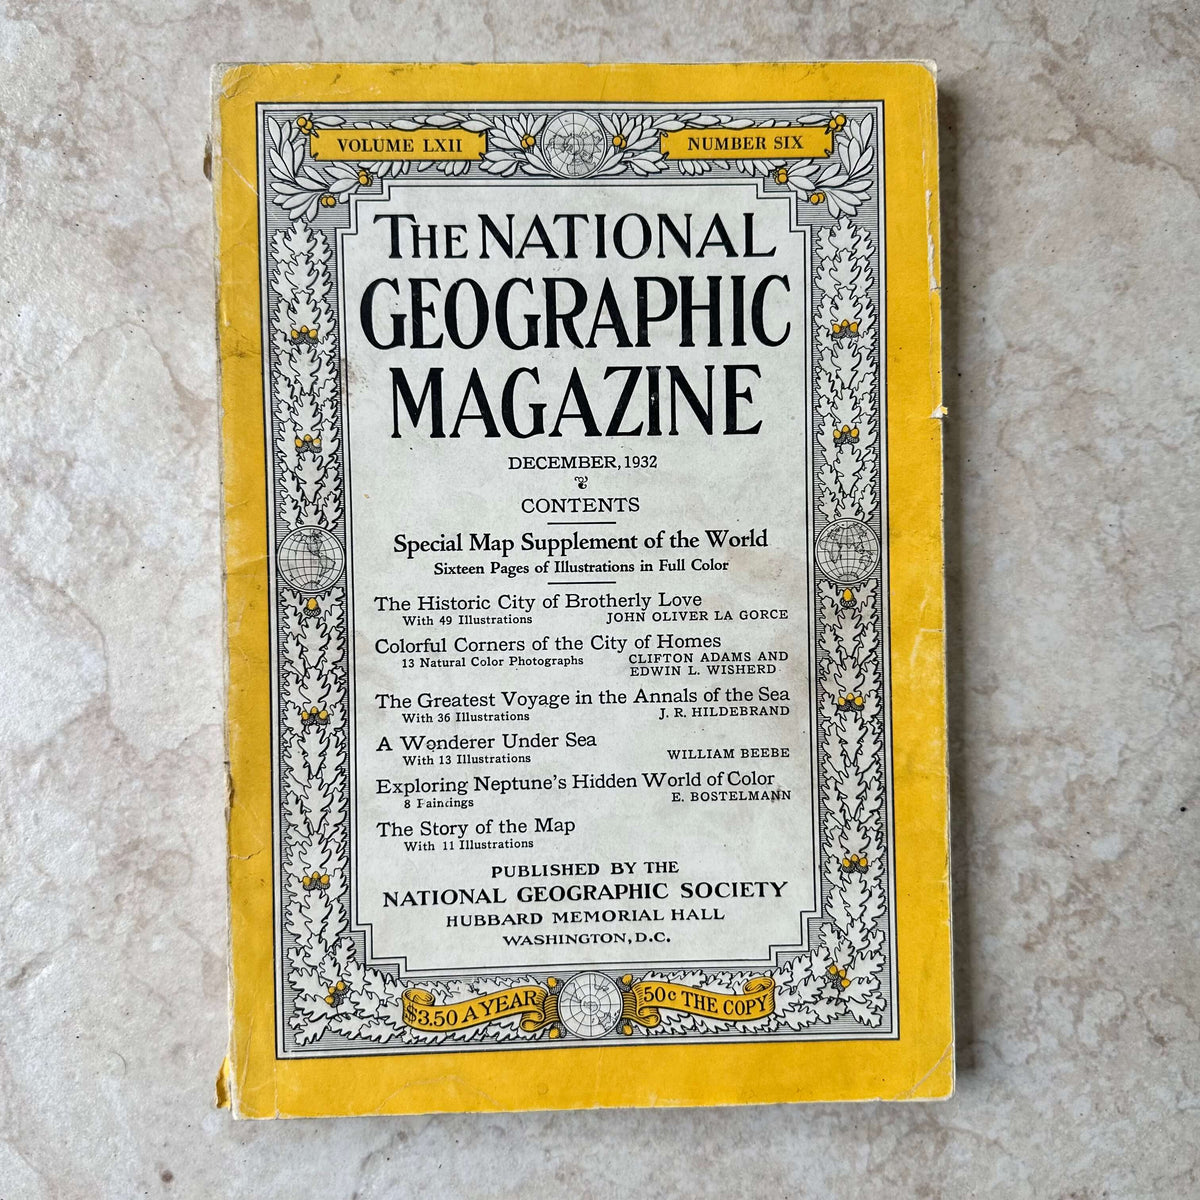 VOLUME LXII
NUMBER SIX
THE NATIONAL
GEOGRAPHIC
MAGAZINE
DECEMBER, 1932
CONTENTS
Special Map Supplement of the World
Sixteen Pages of Illustrations in Full Color
The Historic City of Brotherly Love
With 49 Illustrations JOHN OLIVER LA GORCE
Colorful Corners of the City of Homes
13 Natural Color Photographs CLIFTON ADAMS AND
EDWIN L. WISHERD
The Greatest Voyage in the Annals of the Sea
With 36 Illustrations J. R. HILDEBRAND
A Wonderer Under Sea
With 13 Illustrations WILLIAM BEEBE
Exploring Neptune's Hidden World of Color
8 Paintings E. BOSTELMANN
The Story of the Map
With 11 Illustrations
PUBLISHED BY THE
NATIONAL GEOGRAPHIC SOCIETY
HUBBARD MEMORIAL HALL
WASHINGTON, D.C.
$3.50 A YEAR
50c THE COPY